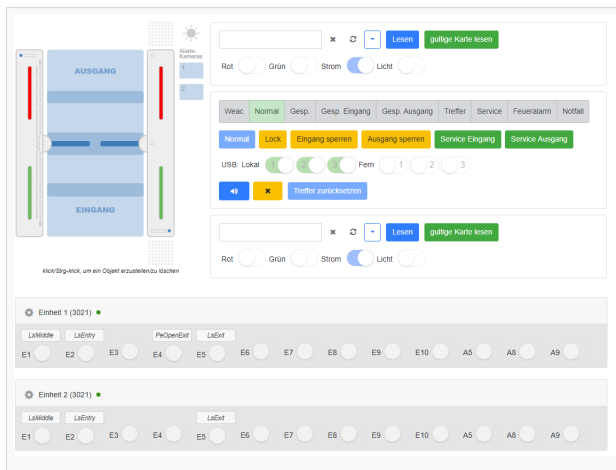 Alarm-
Kameras
1
2
AUSGANG
EINGANG
klick/Strg-klick, um ein Objekt erzustellen/zu löschen
Lesen gultige Karte lesen
Rot Grün Strom Licht
Weac Normal Gesp. Gesp. Eingang Gesp. Ausgang Treffer Service Feueralarm Notfall
Normal Lock Eingang sperren Ausgang sperren Service Eingang Service Ausgang
USB: Lokal 1 2 3 Fern 1 2 3
Treffer zurücksetzen
Lesen gultige Karte lesen
Rot Grün Strom Licht
Einheit 1 (3021)
LsMiddle LsEntry PeOpenExit LsExit
E1 E2 E3 E4 E5 E6 E7 E8 E9 E10 A5 A8 A9
Einheit 2 (3021)
LsMiddle LsEntry LsExit
E1 E2 E3 E4 E5 E6 E7 E8 E9 E10 A5 A8 A9